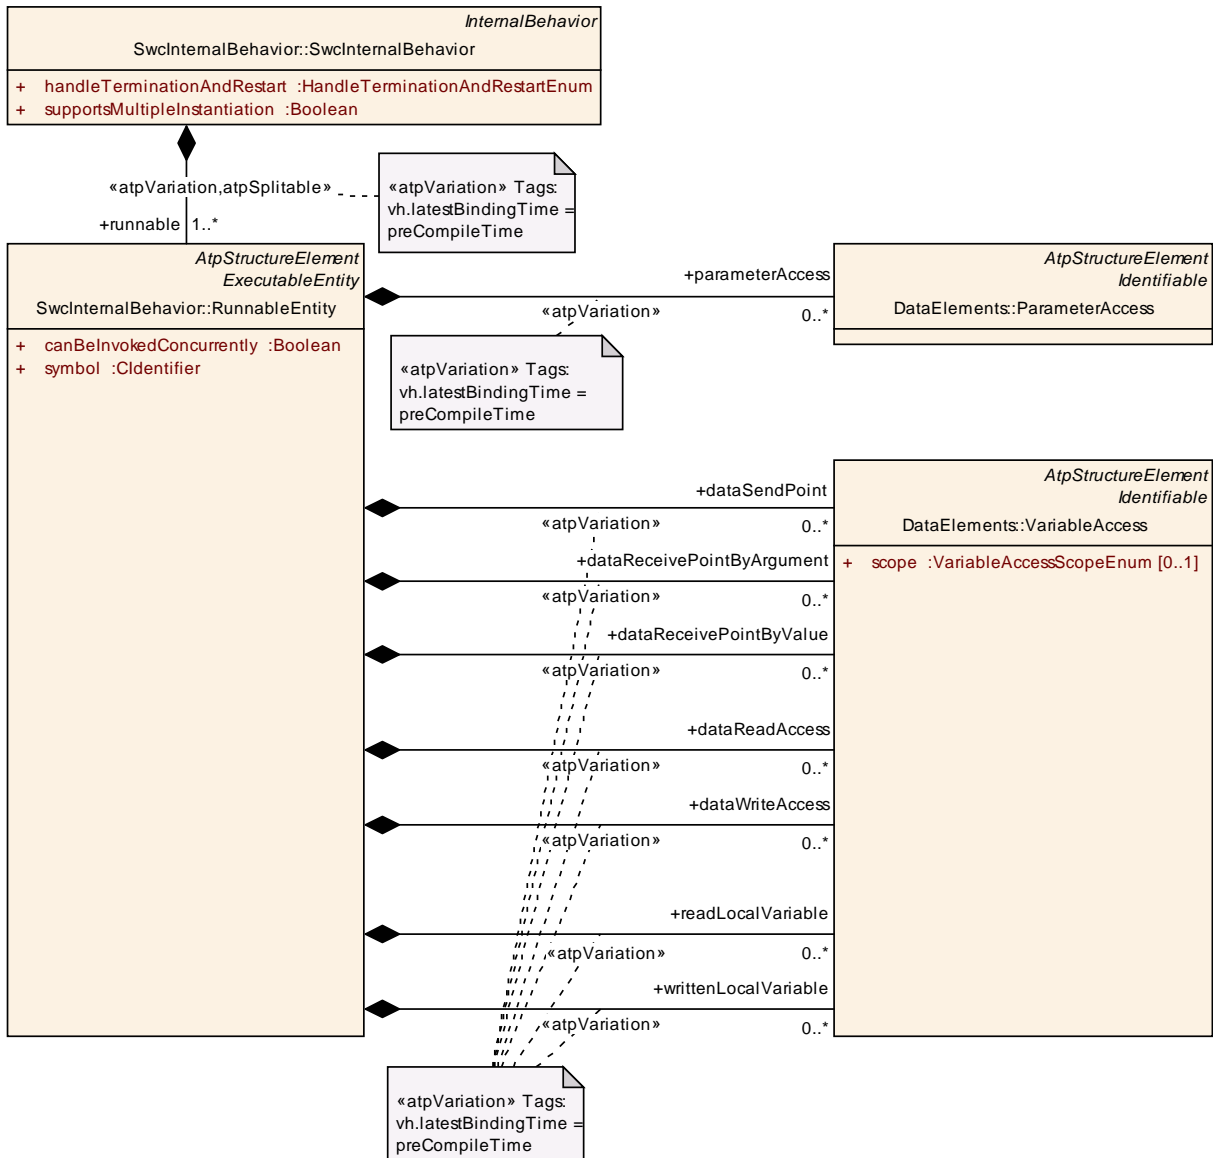 InternalBehavior
SwcInternalBehavior::SwcInternalBehavior
+ handleTerminationAndRestart :HandleTerminationAndRestartEnum
+ supportsMultipleInstantiation :Boolean
«atpVariation,atpSplitable»
+runnable 1..*
«atpVariation» Tags:
vh.latestBindingTime =
preCompileTime
AtpStructureElement
ExecutableEntity
SwcInternalBehavior::RunnableEntity
+ canBeInvokedConcurrently :Boolean
+ symbol :CIdentifier
+parameterAccess
«atpVariation» 0..*
«atpVariation» Tags:
vh.latestBindingTime =
preCompileTime
AtpStructureElement
Identifiable
DataElements::ParameterAccess
AtpStructureElement
Identifiable
DataElements::VariableAccess
+ scope :VariableAccessScopeEnum [0..1]
+dataSendPoint
«atpVariation» 0..*
+dataReceivePointByArgument
«atpVariation» 0..*
+dataReceivePointByValue
«atpVariation» 0..*
+dataReadAccess
«atpVariation» 0..*
+dataWriteAccess
«atpVariation» 0..*
+readLocalVariable
«atpVariation» 0..*
+writtenLocalVariable
«atpVariation» 0..*
«atpVariation» Tags:
vh.latestBindingTime =
preCompileTime